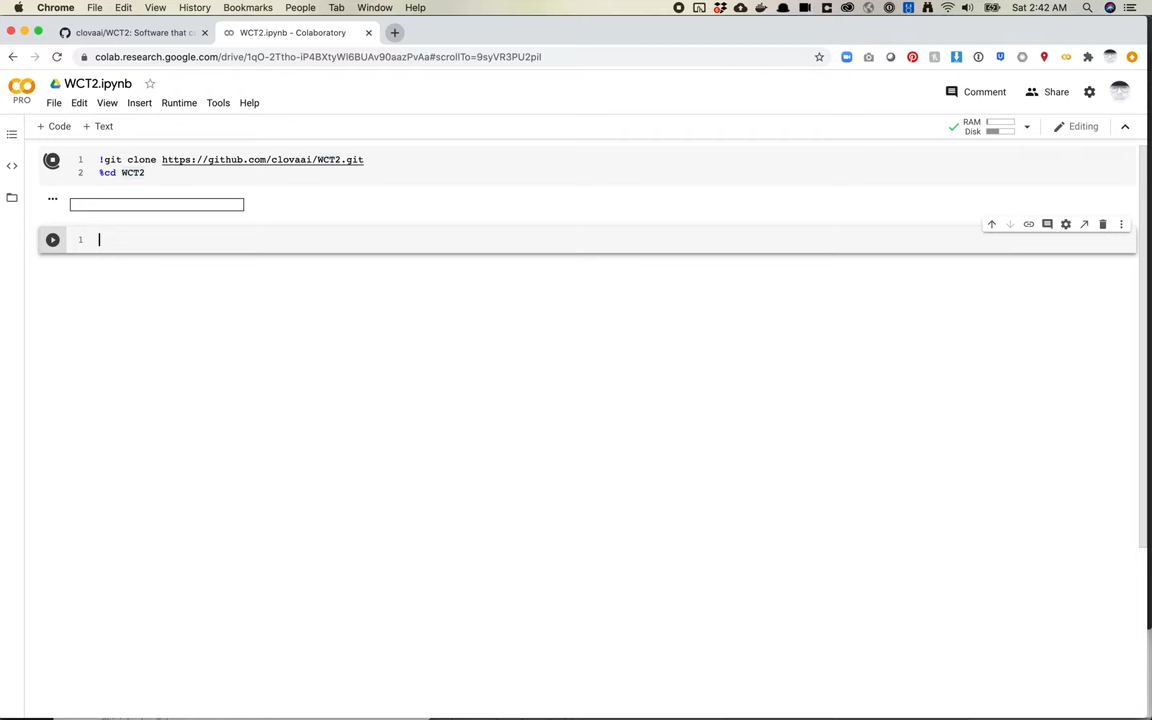 Chrome File Edit View History Bookmarks People Tab Window Help Sat 2:42 AM
clovaai/WCT2: Software that c WCT2.ipynb - Colaboratory
colab.research.google.com/drive/1qO-2Ttho-iP4BXtyWl6BUAv90aazPvAa#scrollTo=9syVR3PU2piI
WCT2.ipynb
PRO
File Edit View Insert Runtime Tools Help
Comment Share
+ Code + Text
RAM
Disk
Editing
1 !git clone https://github.com/clovaai/WCT2.git
2 %cd WCT2
...
1